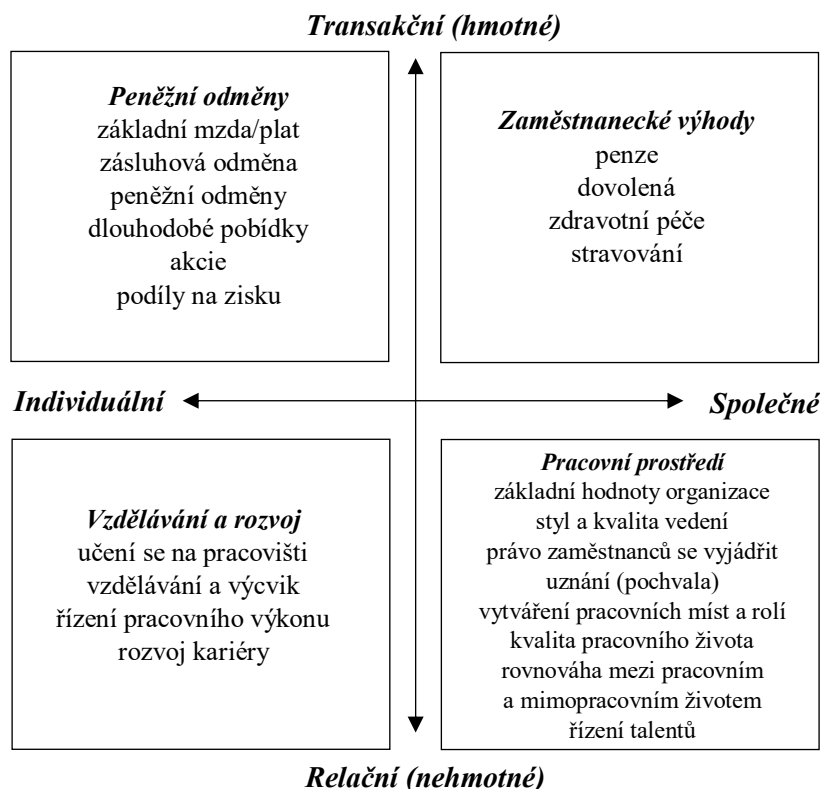 Transakční (hmotné)
Peněžní odměny
základní mzda/plat
zásluhová odměna
peněžní odměny
dlouhodobé pobídky
akcie
podíly na zisku
Zaměstnanecké výhody
penze
dovolená
zdravotní péče
stravování
Individuální
Společné
Vzdělávání a rozvoj
učení se na pracovišti
vzdělávání a výcvik
řízení pracovního výkonu
rozvoj kariéry
Pracovní prostředí
základní hodnoty organizace
styl a kvalita vedení
právo zaměstnanců se vyjádřit
uznání (pochvala)
vytváření pracovních míst a rolí
kvalita pracovního života
rovnováha mezi pracovním
a mimopracovním životem
řízení talentů
Relační (nehmotné)